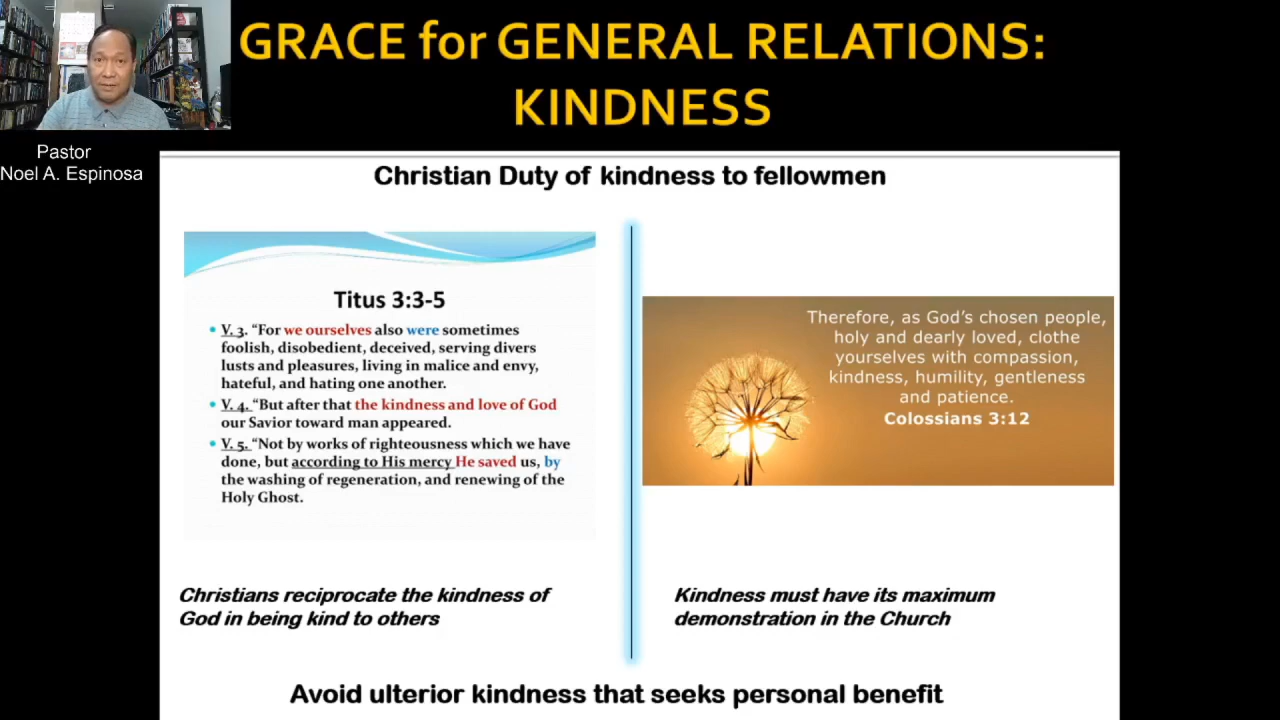 GRACE for GENERAL RELATIONS:
KINDNESS
Pastor
Noel A. Espinosa
Christian Duty of kindness to fellowmen
Titus 3:3-5
• V. 3. “For we ourselves also were sometimes
foolish, disobedient, deceived, serving divers
lusts and pleasures, living in malice and envy,
hateful, and hating one another.
• V. 4. “But after that the kindness and love of God
our Savior toward man appeared.
• V. 5. “Not by works of righteousness which we have
done, but according to His mercy He saved us, by
the washing of regeneration, and renewing of the
Holy Ghost.
Christians reciprocate the kindness of
God in being kind to others
Therefore, as God’s chosen people,
holy and dearly loved, clothe
yourselves with compassion,
kindness, humility, gentleness
and patience.
Colossians 3:12
Kindness must have its maximum
demonstration in the Church
Avoid ulterior kindness that seeks personal benefit